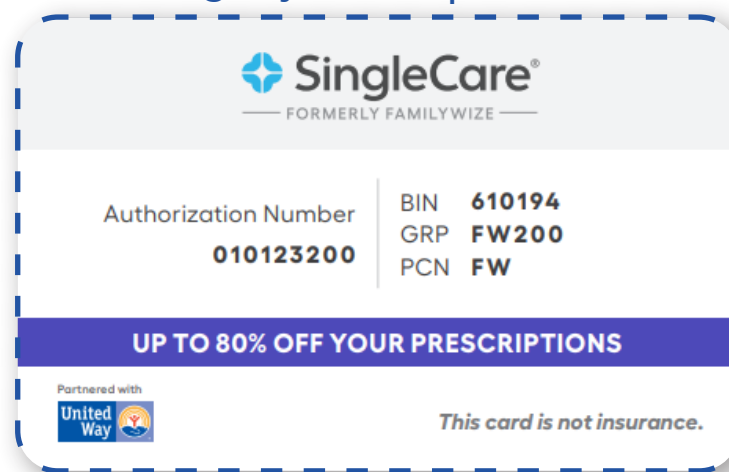 SingleCare®
FORMERLY FAMILYWIZE
Authorization Number
010123200
BIN 610194
GRP FW200
PCN FW
UP TO 80% OFF YOUR PRESCRIPTIONS
Partnered with
United
Way
This card is not insurance.